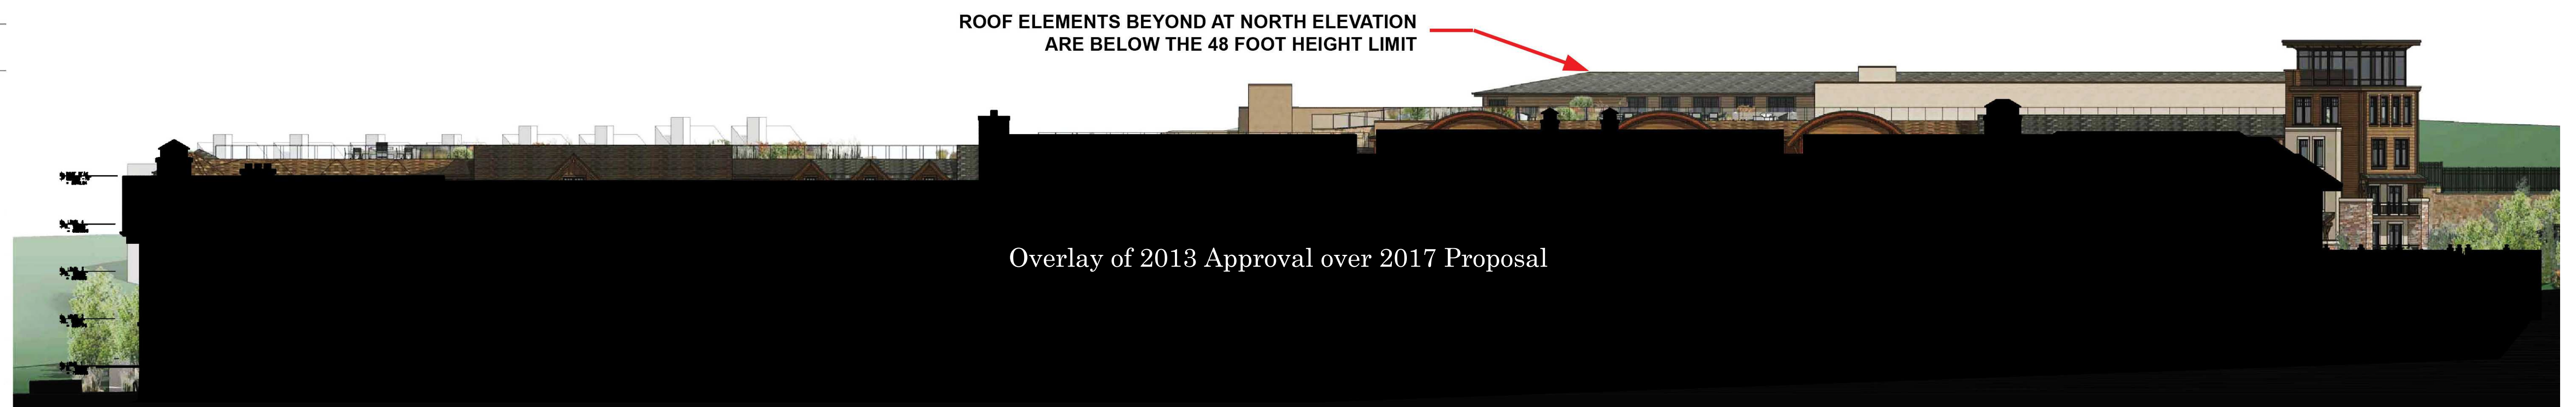 ROOF ELEMENTS BEYOND AT NORTH ELEVATION
ARE BELOW THE 48 FOOT HEIGHT LIMIT
Overlay of 2013 Approval over 2017 Proposal